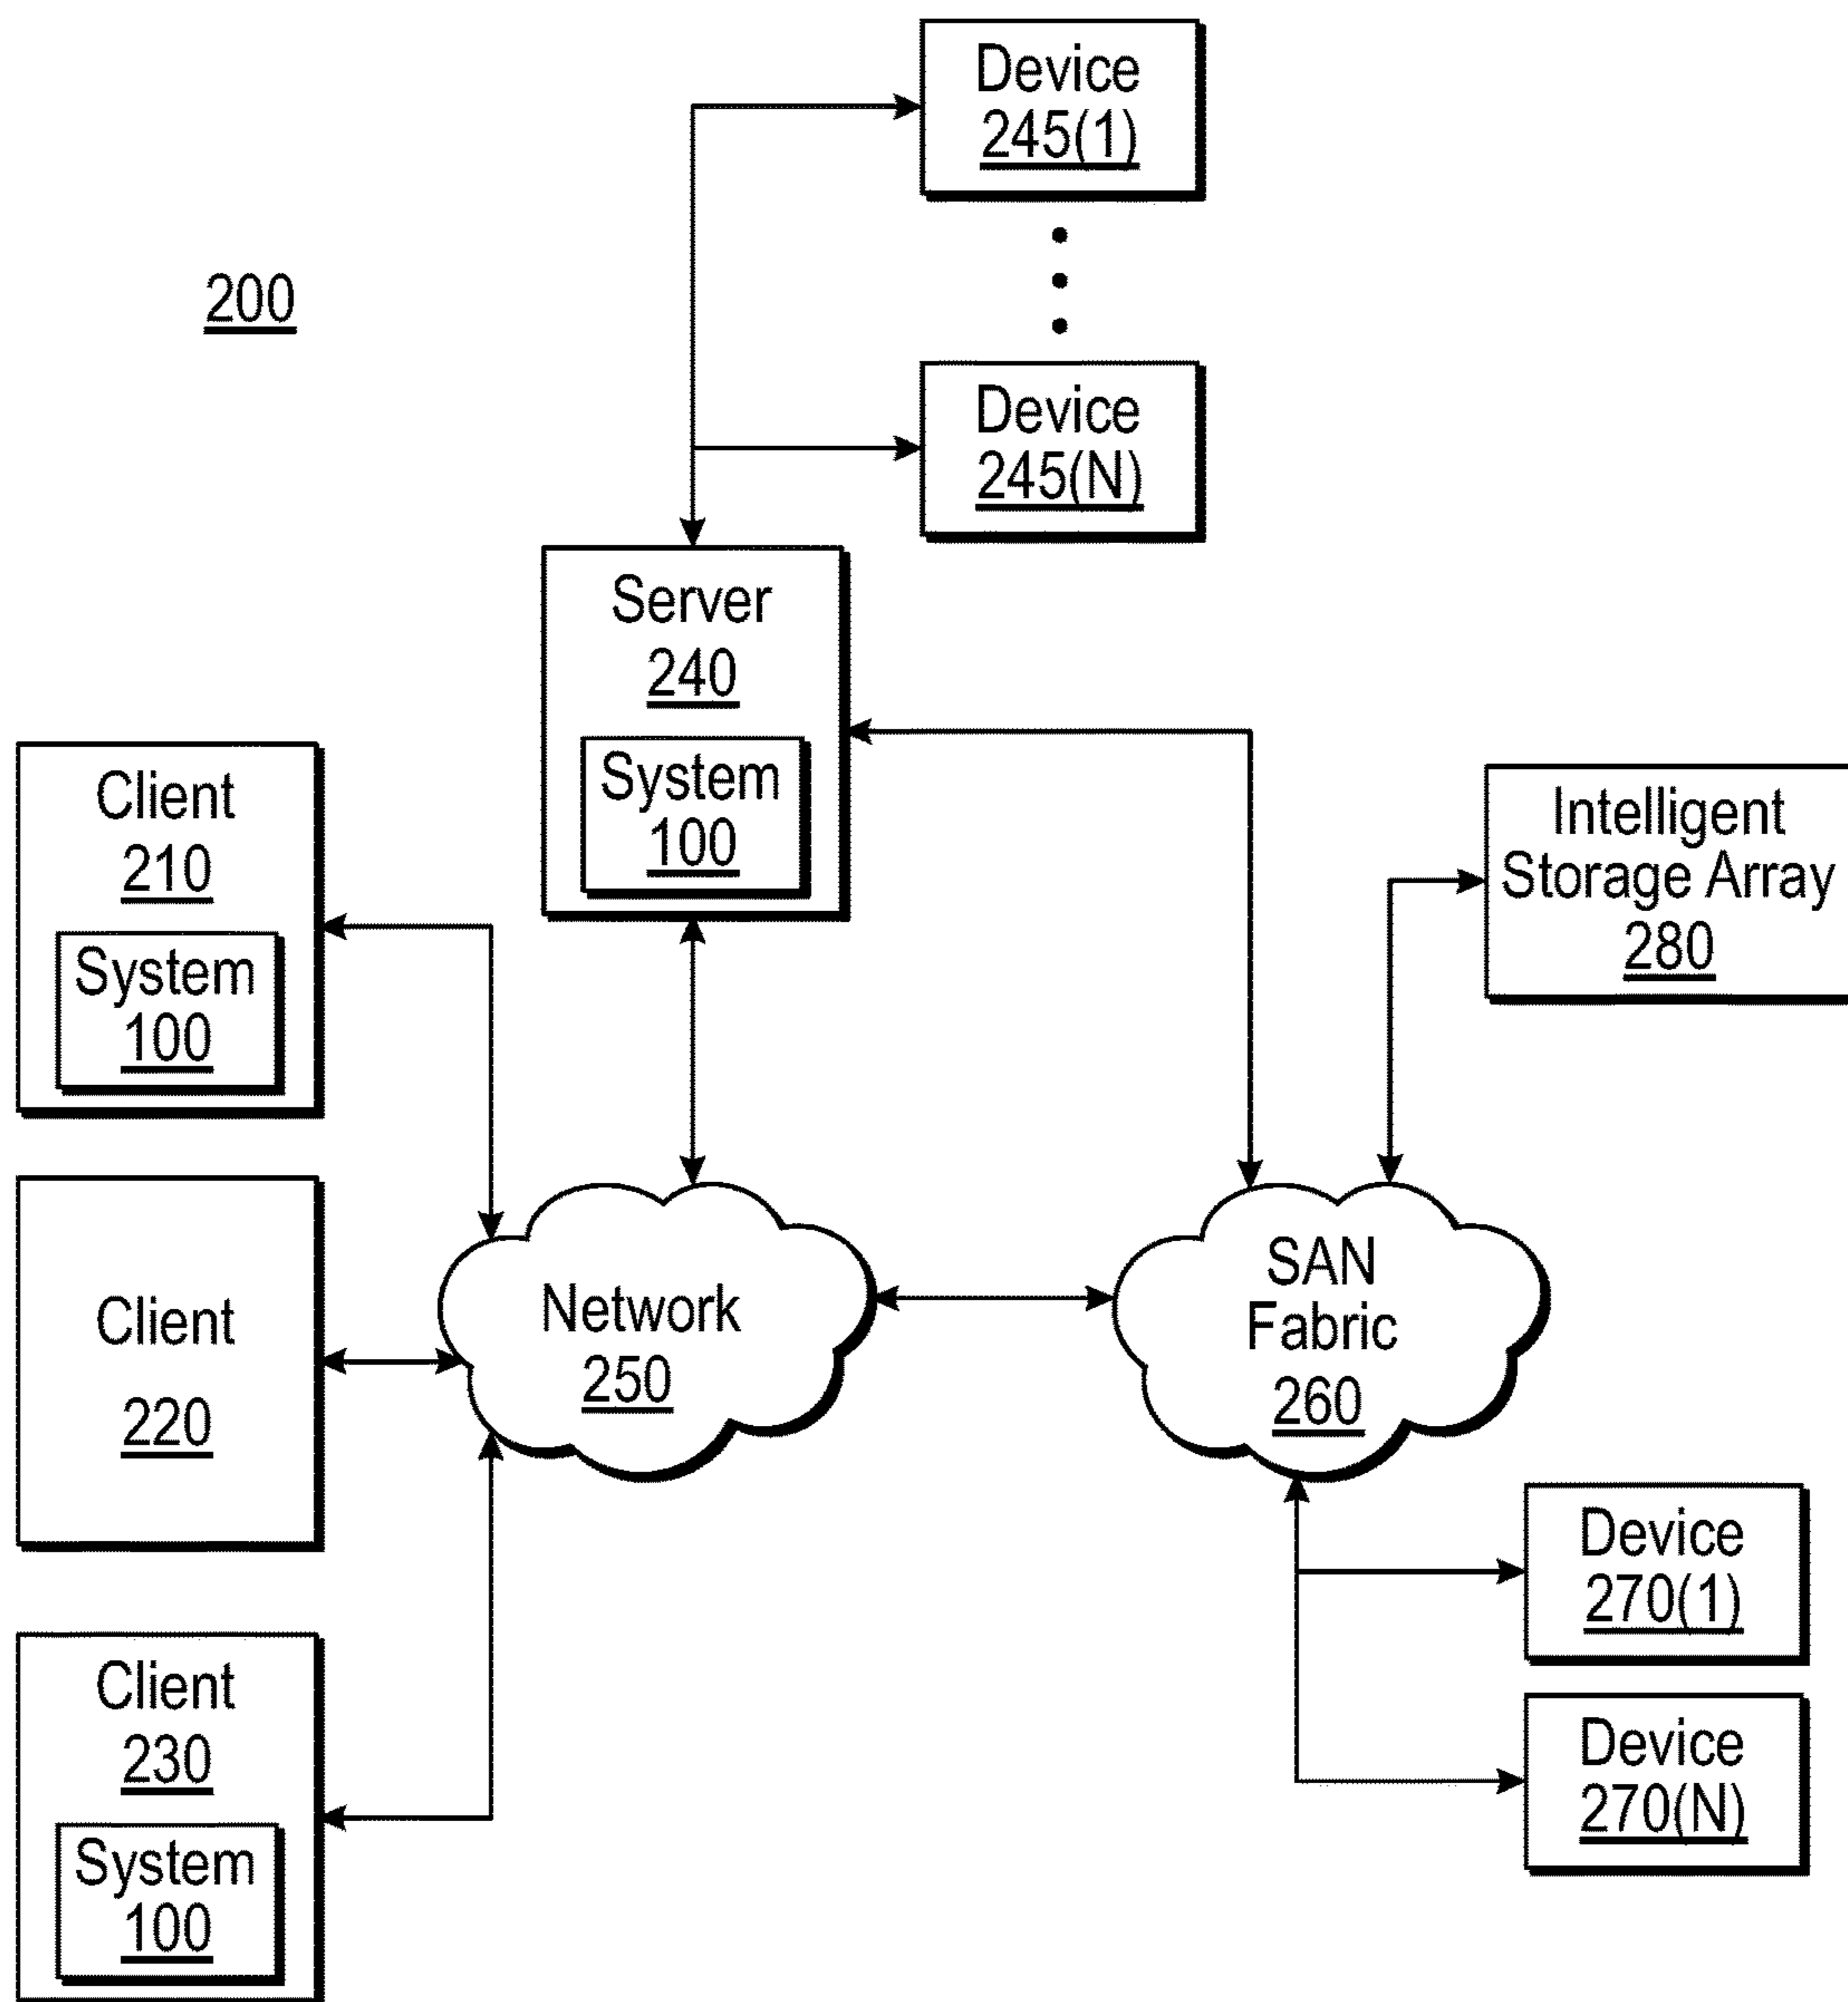 Device
245(1)
200
Device
245(N)
Server
240
System
100
Client
210
System
100
Intelligent
Storage Array
280
Client
220
Network
250
SAN
Fabric
260
Client
230
System
100
Device
270(1)
Device
270(N)